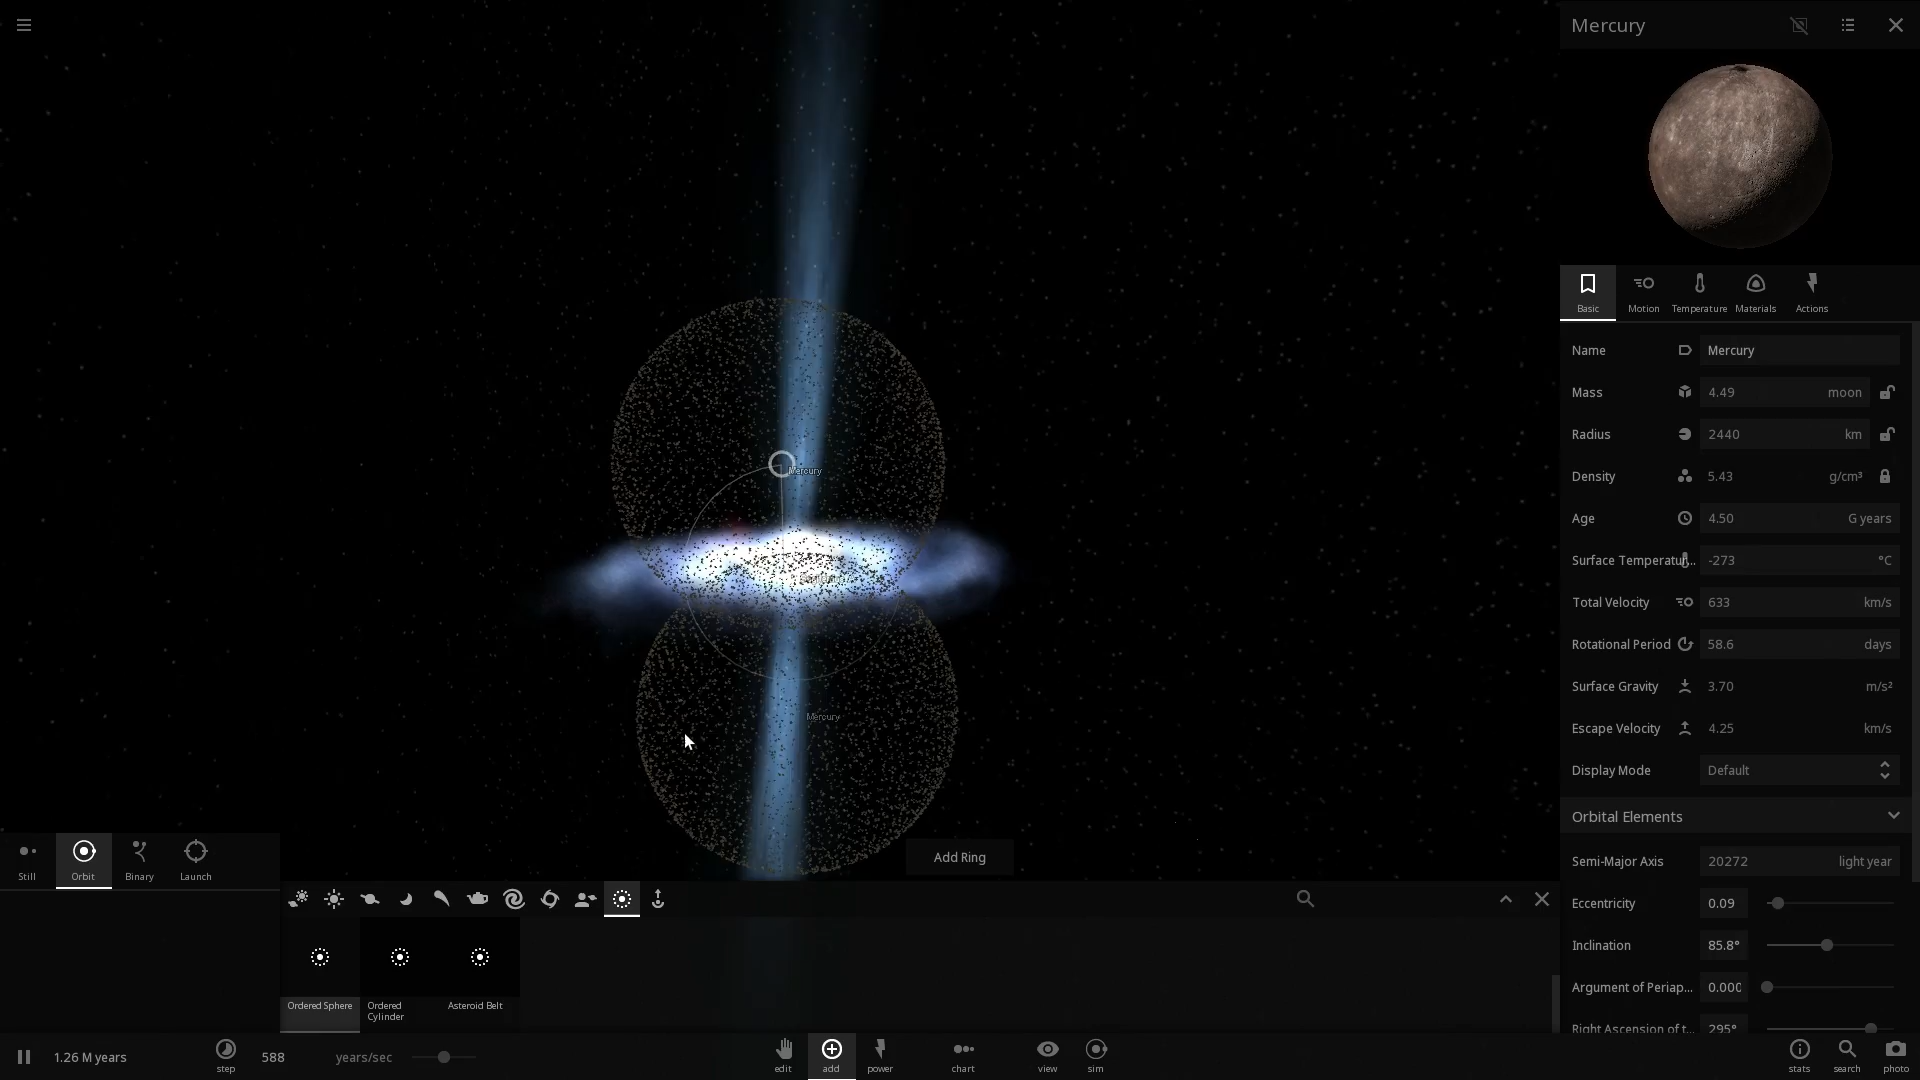 Mercury
Basic
Motion
Temperature
Materials
Actions
Name
Mercury
Mass
4.49 moon
Radius
2440 km
Density
5.43 g/cm³
Age
4.50 G years
Surface Temperatur...
-273 °C
Total Velocity
633 km/s
Rotational Period
58.6 days
Surface Gravity
3.70 m/s²
Escape Velocity
4.25 km/s
Display Mode
Default
Orbital Elements
Semi-Major Axis
20272 light year
Eccentricity
0.09
Inclination
85.8°
Argument of Periap...
0.000
Right Ascension of t...
295°
Mercury
Mercury
Still
Orbit
Binary
Launch
Add Ring
Ordered Sphere
Ordered
Cylinder
Asteroid Belt
1.26 M years
step
588 years/sec
edit
add
power
chart
view
sim
stats
search
photo